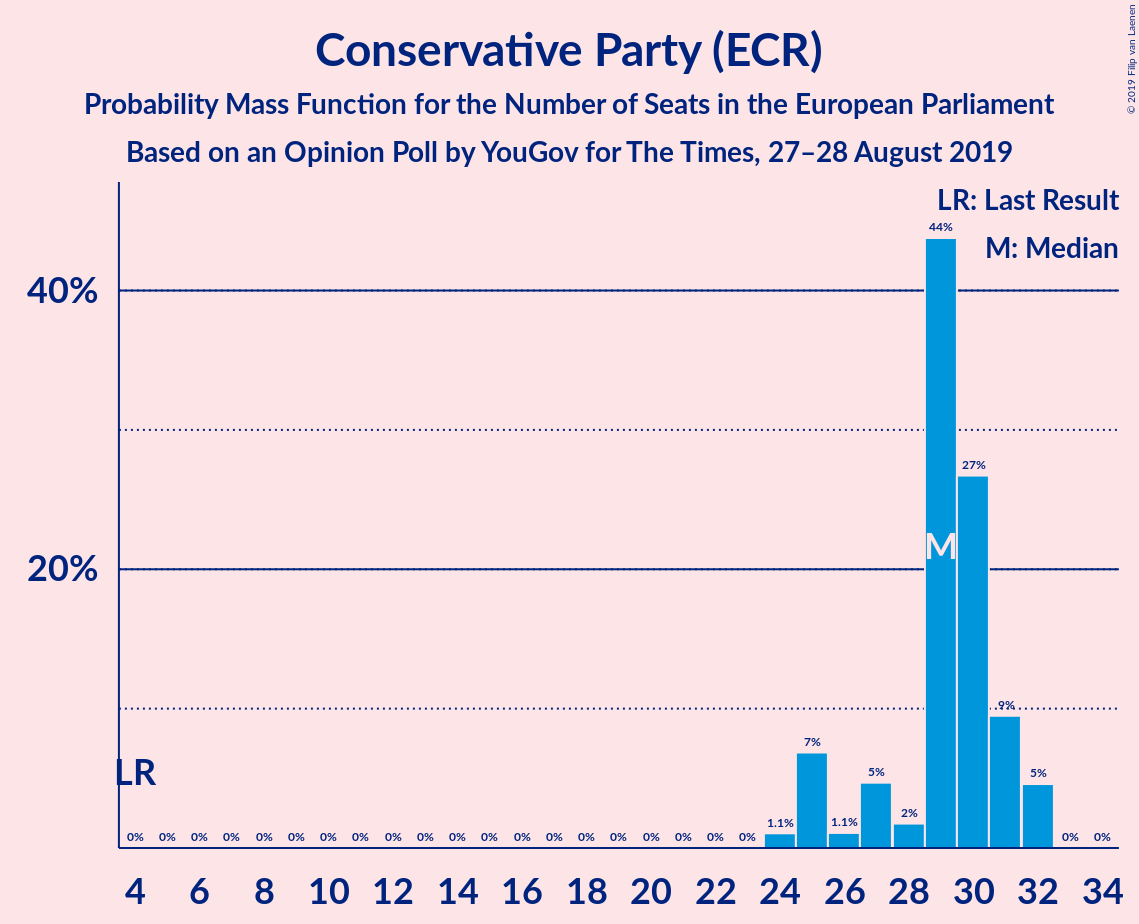 Conservative Party (ECR)
Probability Mass Function for the Number of Seats in the European Parliament
Based on an Opinion Poll by YouGov for The Times, 27–28 August 2019
© 2019 Filip van Laenen
LR: Last Result
M: Median
40%
20%
44%
27%
M
9%
7%
5%
5%
2%
1.1%
1.1%
LR
0% 0% 0% 0% 0% 0% 0% 0% 0% 0% 0% 0% 0% 0% 0% 0% 0% 0% 0% 0% 0% 0%
4 6 8 10 12 14 16 18 20 22 24 26 28 30 32 34